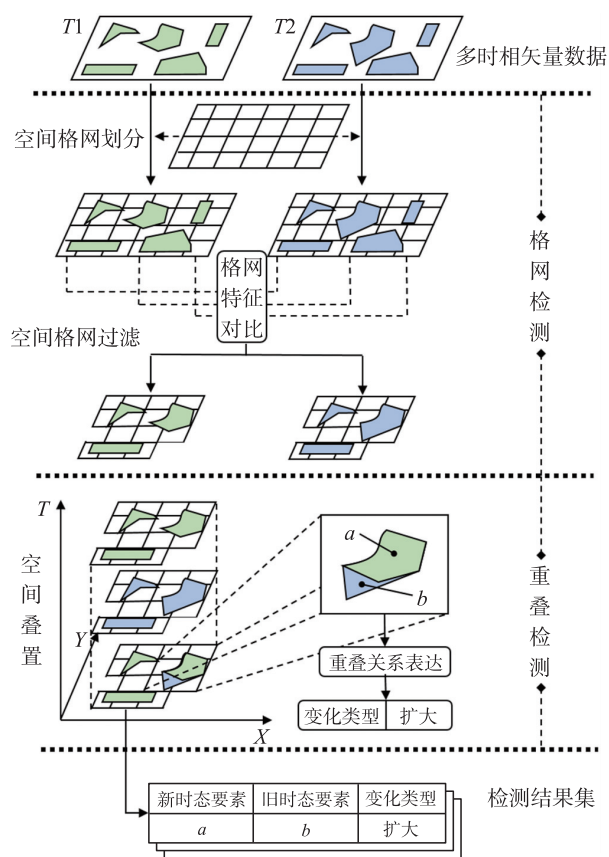 T1
T2
多时相矢量数据
空间格网划分
格网检测
格网
特征
对比
空间格网过滤
T
空间叠置
Y
X
a
b
重叠关系表达
变化类型 扩大
重叠检测
检测结果集
新时态要素 旧时态要素 变化类型
a b 扩大